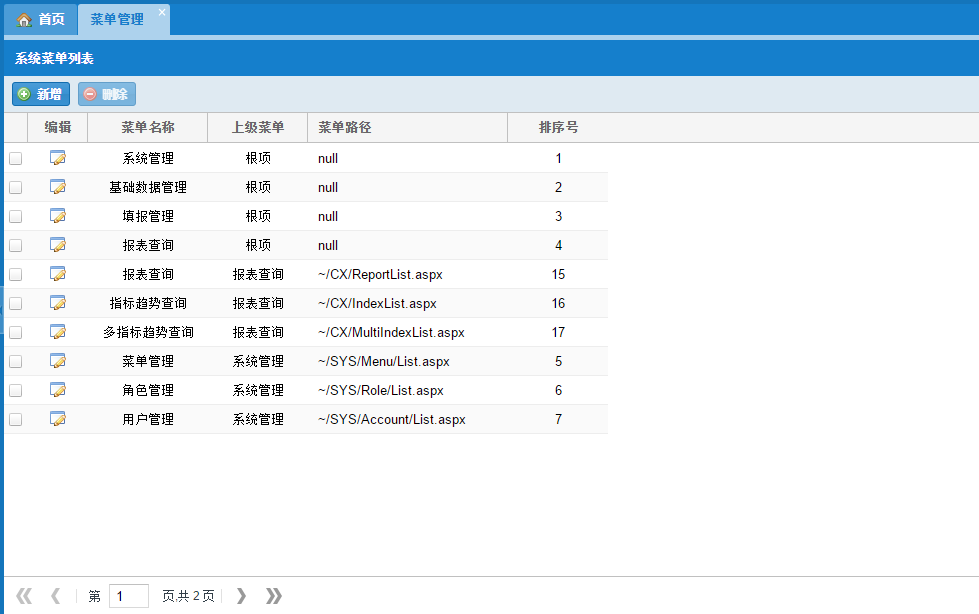 首页 菜单管理
系统菜单列表
新增 删除
编辑 菜单名称 上级菜单 菜单路径 排序号
系统管理 根项 null 1
基础数据管理 根项 null 2
填报管理 根项 null 3
报表查询 根项 null 4
报表查询 报表查询 ~/CX/ReportList.aspx 15
指标趋势查询 报表查询 ~/CX/IndexList.aspx 16
多指标趋势查询 报表查询 ~/CX/MultiIndexList.aspx 17
菜单管理 系统管理 ~/SYS/Menu/List.aspx 5
角色管理 系统管理 ~/SYS/Role/List.aspx 6
用户管理 系统管理 ~/SYS/Account/List.aspx 7
第 1 页,共 2 页